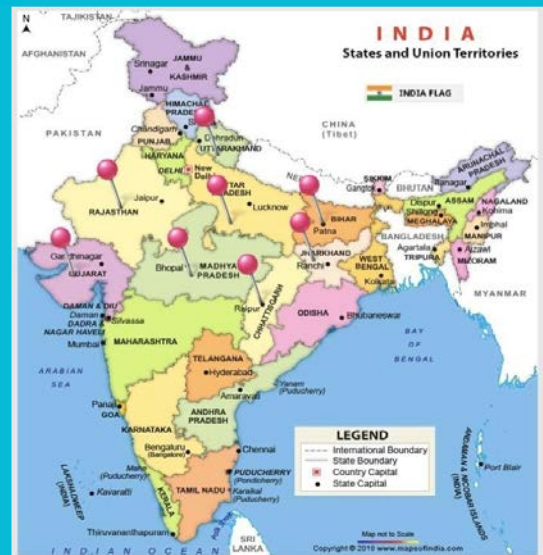 TAJIKISTAN
INDIA
States and Union Territories
INDIA FLAG
N
AFGHANISTAN
JAMMU
&
KASHMIR
Srinagar
Jammu
PAKISTAN
HIMACHAL
PRADESH
CHINA
(Tibet)
Chandigarh
PUNJAB
Dehradun
UTTARAKHAND
HARYANA
DELHI
New
RAJASTHAN
Jaipur
Lucknow
SIKKIM
Gangtok
BHUTAN
ARUNACHAL PRADESH
Itanagar
ASSAM
Dispur
NAGALAND
Kohima
Shillong
MEGHALAYA
Imphal
MANIPUR
BIHAR
Patna
BANGLADESH
Agartala
TRIPURA
Aizawl
MIZORAM
MYANMAR
Gandhinagar
GUJARAT
Bhopal
MADHYA
PRADESH
JHARKHAND
Ranchi
WEST
BENGAL
Kolkata
Raipur
CHHATTISGARH
ODISHA
Bhubaneswar
DAMAN & DIU
Daman
DADRA &
NAGAR HAVELI
Silvassa
Mumbai
MAHARASHTRA
ARABIAN
SEA
BAY
OF
BENGAL
TELANGANA
Hyderabad
Yanam
(Puducherry)
Amaravati
ANDHRA
PRADESH
Panaji
GOA
KARNATAKA
Bengaluru
(Bangalore)
Chennai
Mahe
(Puducherry)
PUDUCHERRY
(Pondicherry)
Karaikal
(Puducherry)
TAMIL NADU
KERALA
LAKSHADWEEP
(INDIA)
Kavaratti
Thiruvananthapuram
SRI
LANKA
INDIAN OCEAN
ANDAMAN & NICOBAR ISLANDS
(INDIA)
Port Blair
LEGEND
International Boundary
State Boundary
Country Capital
State Capital
Map not to Scale
Copyright © 2018 www.mapsofindia.com